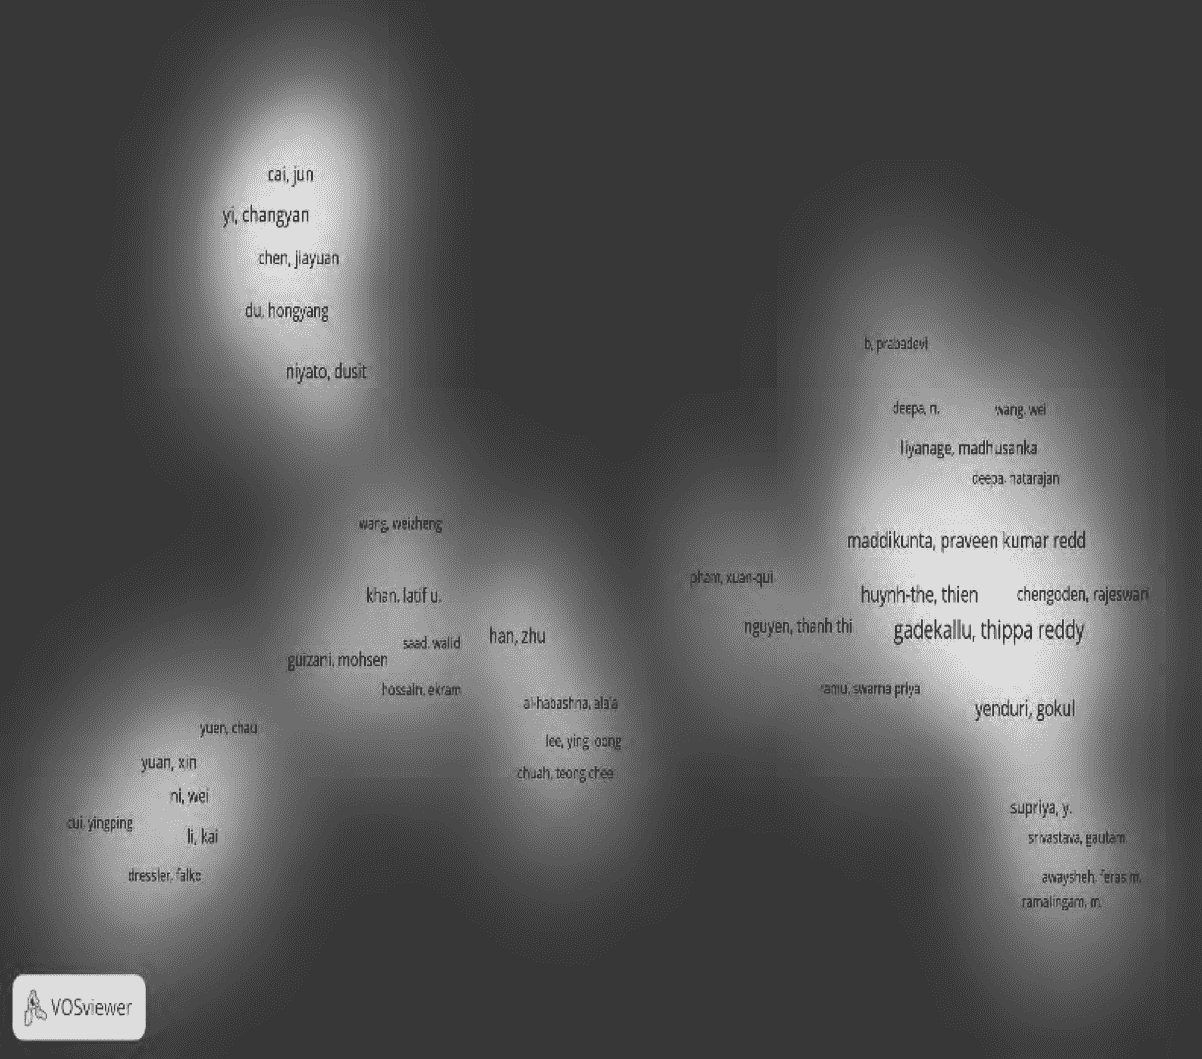 cai, jun
yi, changyan
chen, jiayuan
du, hongyang
niyato, dusit
b, prabadevi
deepa, n.
wang, wei
liyanage, madhusanka
deepa, natarajan
wang, weizheng
maddikunta, praveen kumar redd
pham, xuan-qui
khan, latif u.
huynh-the, thien
chengoden, rajeswari
nguyen, thanh thi
gadekallu, thippa reddy
han, zhu
saad, walid
guizani, mohsen
hossain, ekram
ramu, swarna priya
al-habashna, ala'a
yenduri, gokul
yuen, chau
lee, ying loong
yuan, xin
chuah, teong chee
ni, wei
supriya, y.
cui, yingping
li, kai
srivastava, gautam
dressler, falko
awaysheh, feras m.
ramalingam, m.
VOSviewer